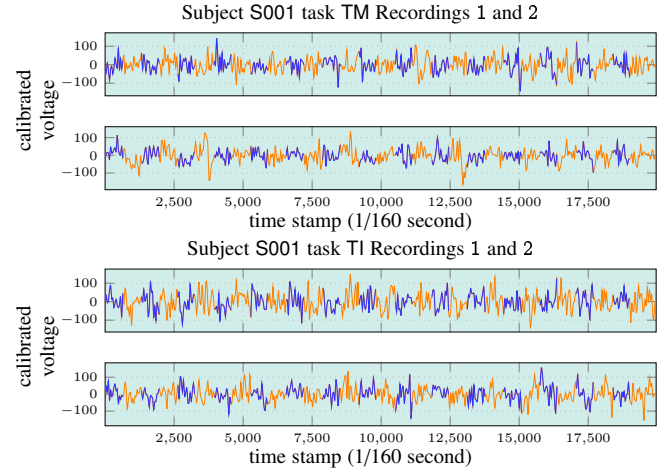 Subject S001 task TM Recordings 1 and 2
calibrated
voltage
100
0
−100
100
0
−100
2,500 5,000 7,500 10,000 12,500 15,000 17,500
time stamp (1/160 second)
Subject S001 task TI Recordings 1 and 2
calibrated
voltage
100
0
−100
100
0
−100
2,500 5,000 7,500 10,000 12,500 15,000 17,500
time stamp (1/160 second)